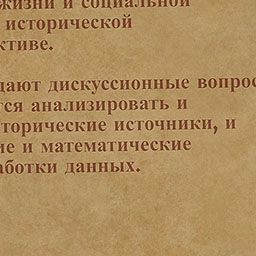 жизни и социальной
исторической
ктиве.
дают дискуссионные вопрос
тся анализировать и
торические источники, и
ие и математические
аботки данных.